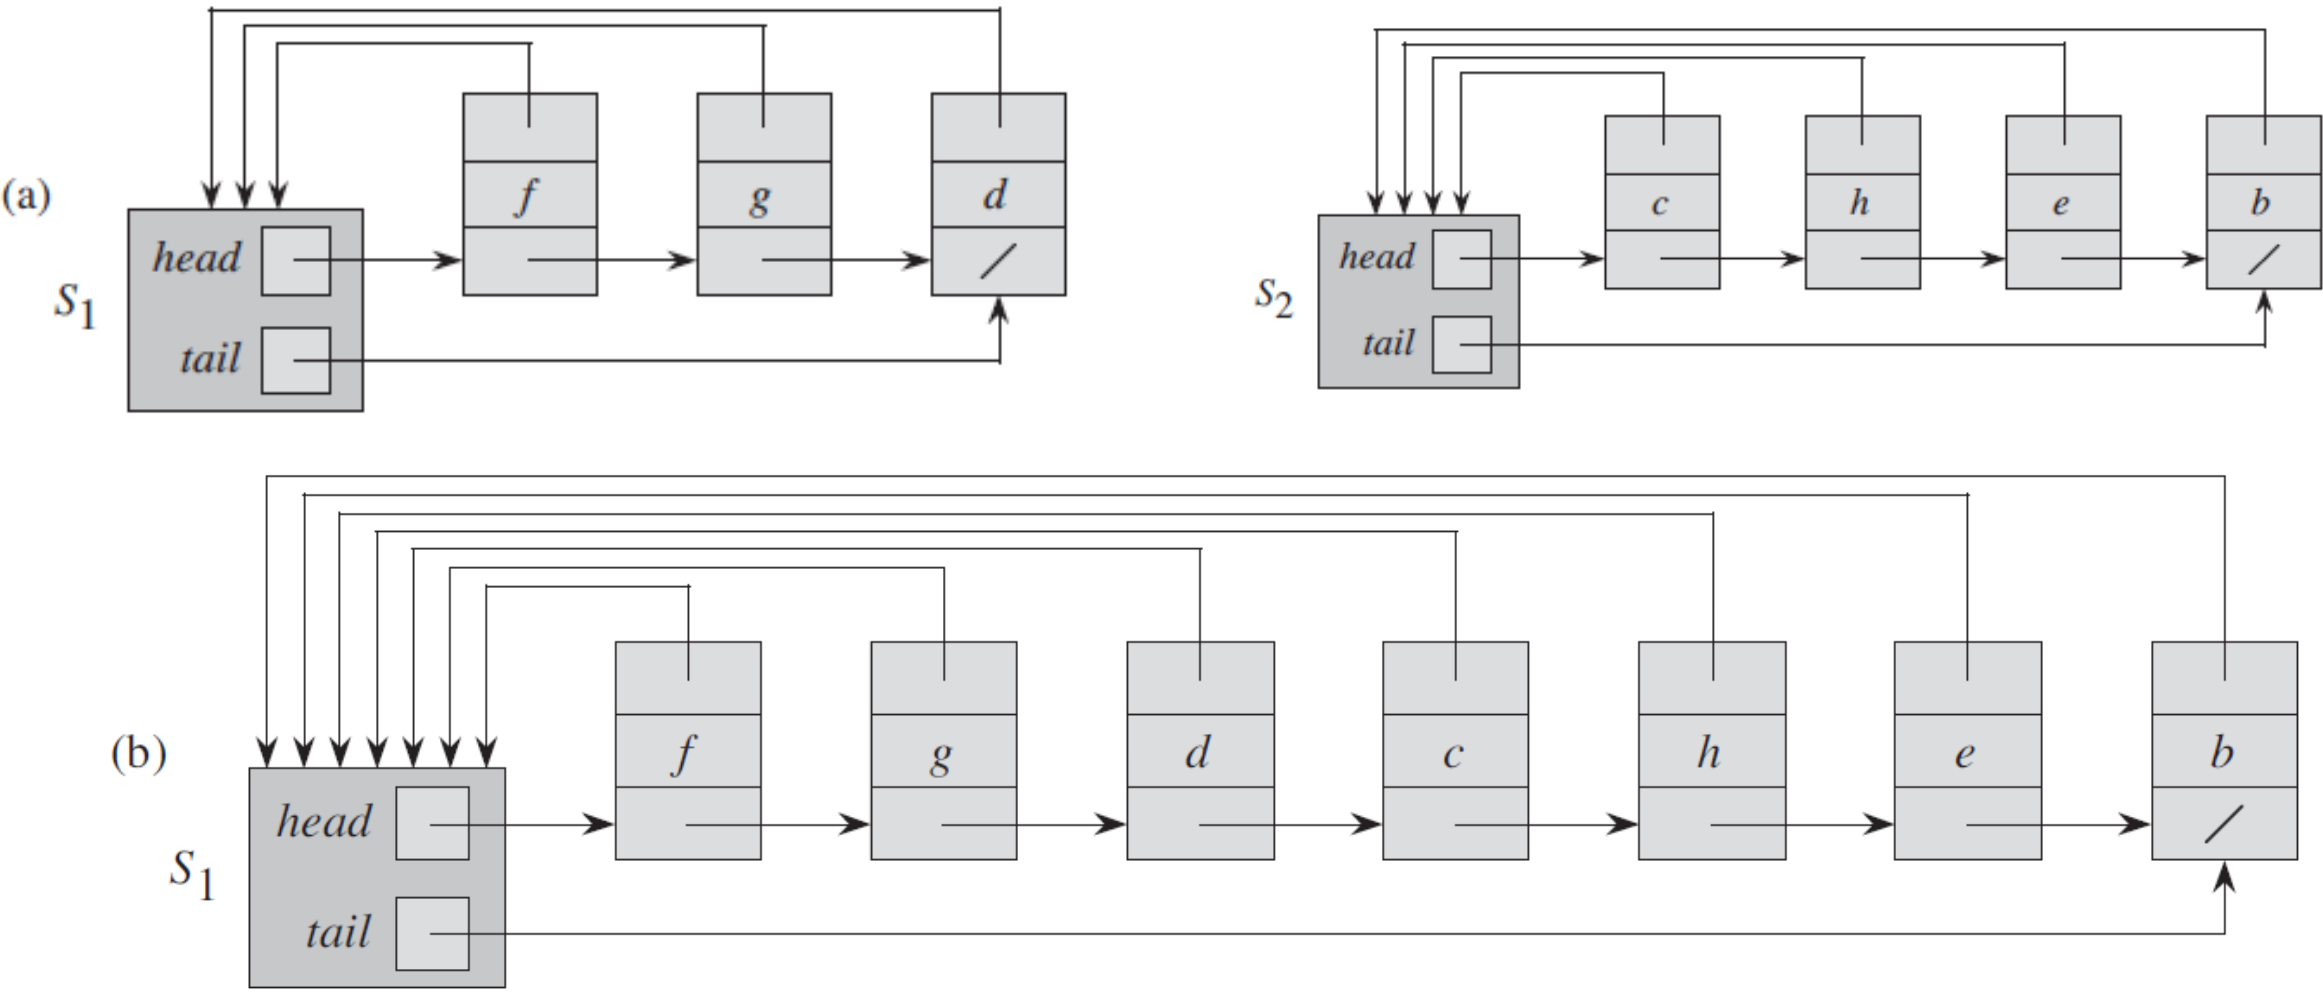 (a)
f g d
head
S1
tail
c h e b
head
S2
tail
(b)
f g d c h e b
head
S1
tail